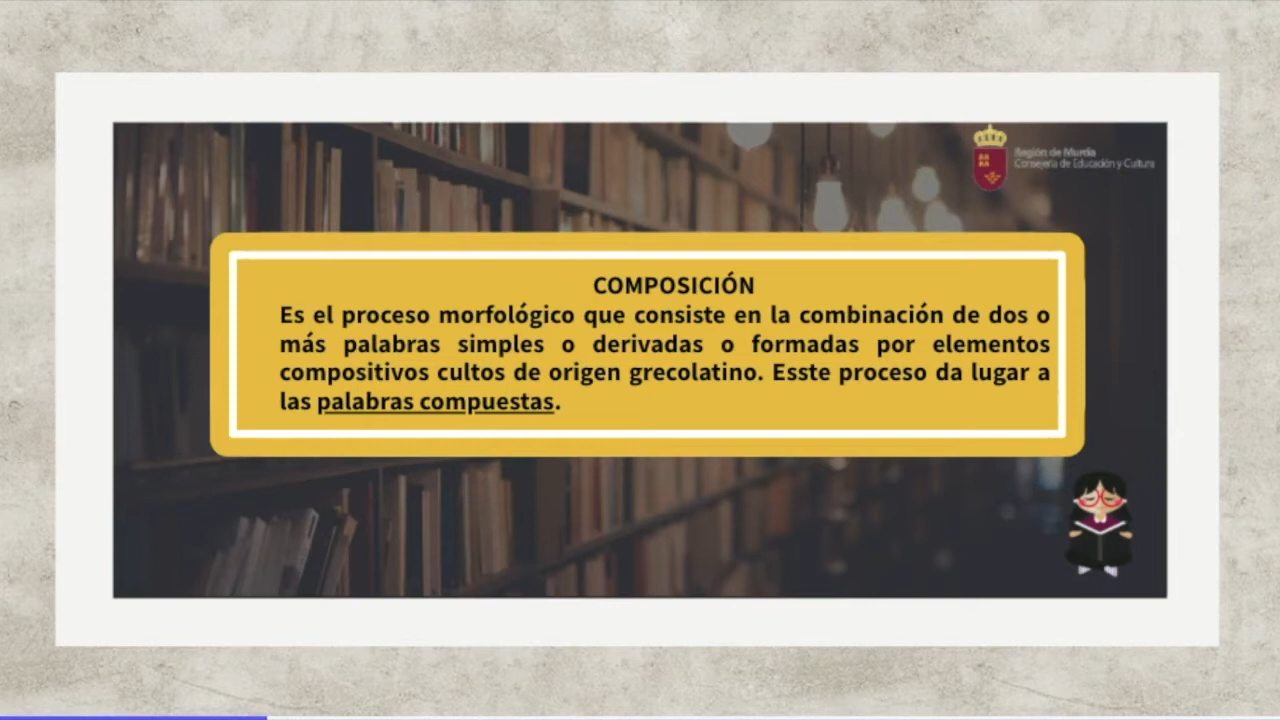 Región de Murcia
Consejería de Educación y Cultura
COMPOSICIÓN
Es el proceso morfológico que consiste en la combinación de dos o
más palabras simples o derivadas o formadas por elementos
compositivos cultos de origen grecolatino. Esste proceso da lugar a
las palabras compuestas.